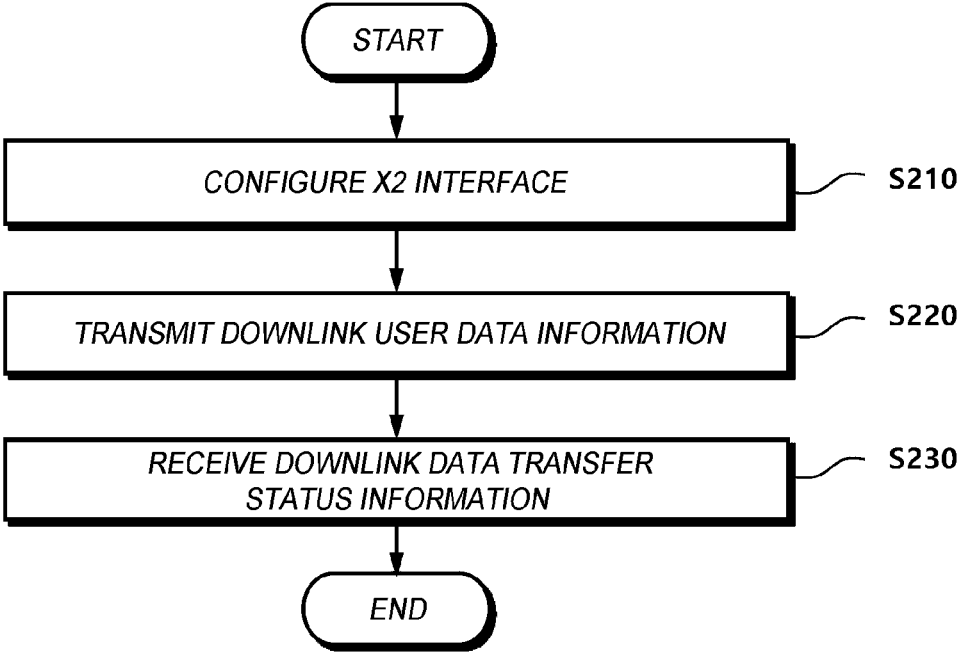 START
CONFIGURE X2 INTERFACE
S210
TRANSMIT DOWNLINK USER DATA INFORMATION
S220
RECEIVE DOWNLINK DATA TRANSFER
STATUS INFORMATION
S230
END